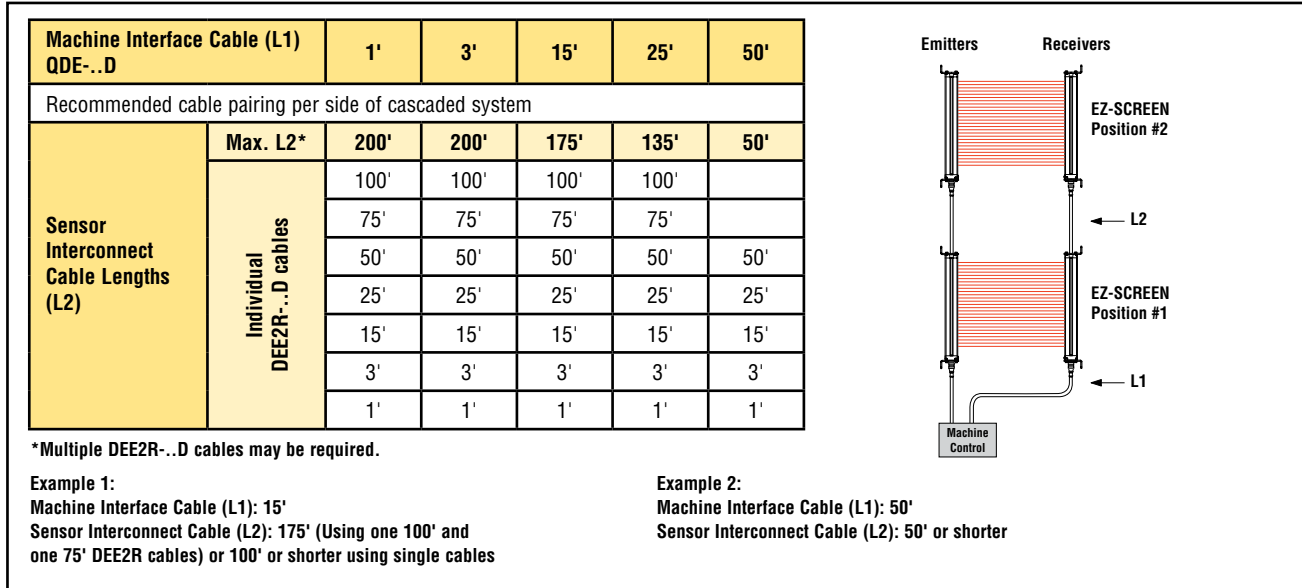 Machine Interface Cable (L1)
QDE-..D
1' 3' 15' 25' 50'
Recommended cable pairing per side of cascaded system
Sensor
Interconnect
Cable Lengths
(L2)
Max. L2* 200' 200' 175' 135' 50'
Individual
DEE2R-..D cables
100' 100' 100' 100'
75' 75' 75' 75'
50' 50' 50' 50' 50'
25' 25' 25' 25' 25'
15' 15' 15' 15' 15'
3' 3' 3' 3' 3'
1' 1' 1' 1' 1'
*Multiple DEE2R-..D cables may be required.
Example 1:
Machine Interface Cable (L1): 15'
Sensor Interconnect Cable (L2): 175' (Using one 100' and
one 75' DEE2R cables) or 100' or shorter using single cables
Example 2:
Machine Interface Cable (L1): 50'
Sensor Interconnect Cable (L2): 50' or shorter
Emitters Receivers
EZ-SCREEN
Position #2
L2
EZ-SCREEN
Position #1
L1
Machine
Control